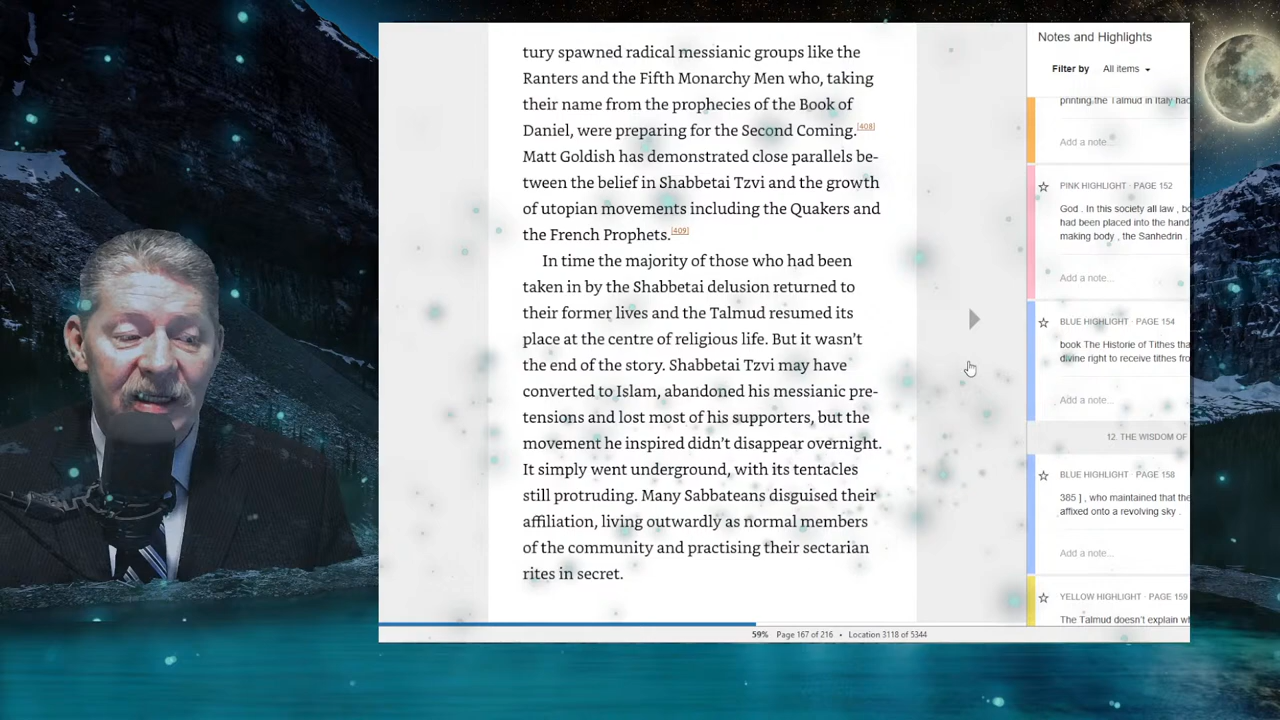 tury spawned radical messianic groups like the
Ranters and the Fifth Monarchy Men who, taking
their name from the prophecies of the Book of
Daniel, were preparing for the Second Coming.[408]
Matt Goldish has demonstrated close parallels be-
tween the belief in Shabbetai Tzvi and the growth
of utopian movements including the Quakers and
the French Prophets.[409]
In time the majority of those who had been
taken in by the Shabbetai delusion returned to
their former lives and the Talmud resumed its
place at the centre of religious life. But it wasn't
the end of the story. Shabbetai Tzvi may have
converted to Islam, abandoned his messianic pre-
tensions and lost most of his supporters, but the
movement he inspired didn't disappear overnight.
It simply went underground, with its tentacles
still protruding. Many Sabbateans disguised their
affiliation, living outwardly as normal members
of the community and practising their sectarian
rites in secret.
59% Page 167 of 216 • Location 3118 of 5344
Notes and Highlights
Filter by All items
printing the Talmud in Italy had
Add a note...
PINK HIGHLIGHT · PAGE 152
God . In this society all law , bo
had been placed into the hand
making body , the Sanhedrin .
Add a note...
BLUE HIGHLIGHT · PAGE 154
book The Historie of Tithes tha
divine right to receive tithes fro
Add a note...
12. THE WISDOM OF
BLUE HIGHLIGHT · PAGE 158
385 ] , who maintained that the
affixed onto a revolving sky .
Add a note...
YELLOW HIGHLIGHT · PAGE 159
The Talmud doesn't explain wh